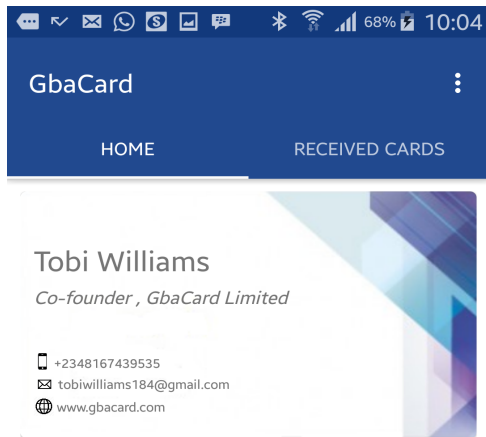 68% 10:04
GbaCard
HOME RECEIVED CARDS
Tobi Williams
Co-founder , GbaCard Limited
+2348167439535
tobiwilliams184@gmail.com
www.gbacard.com